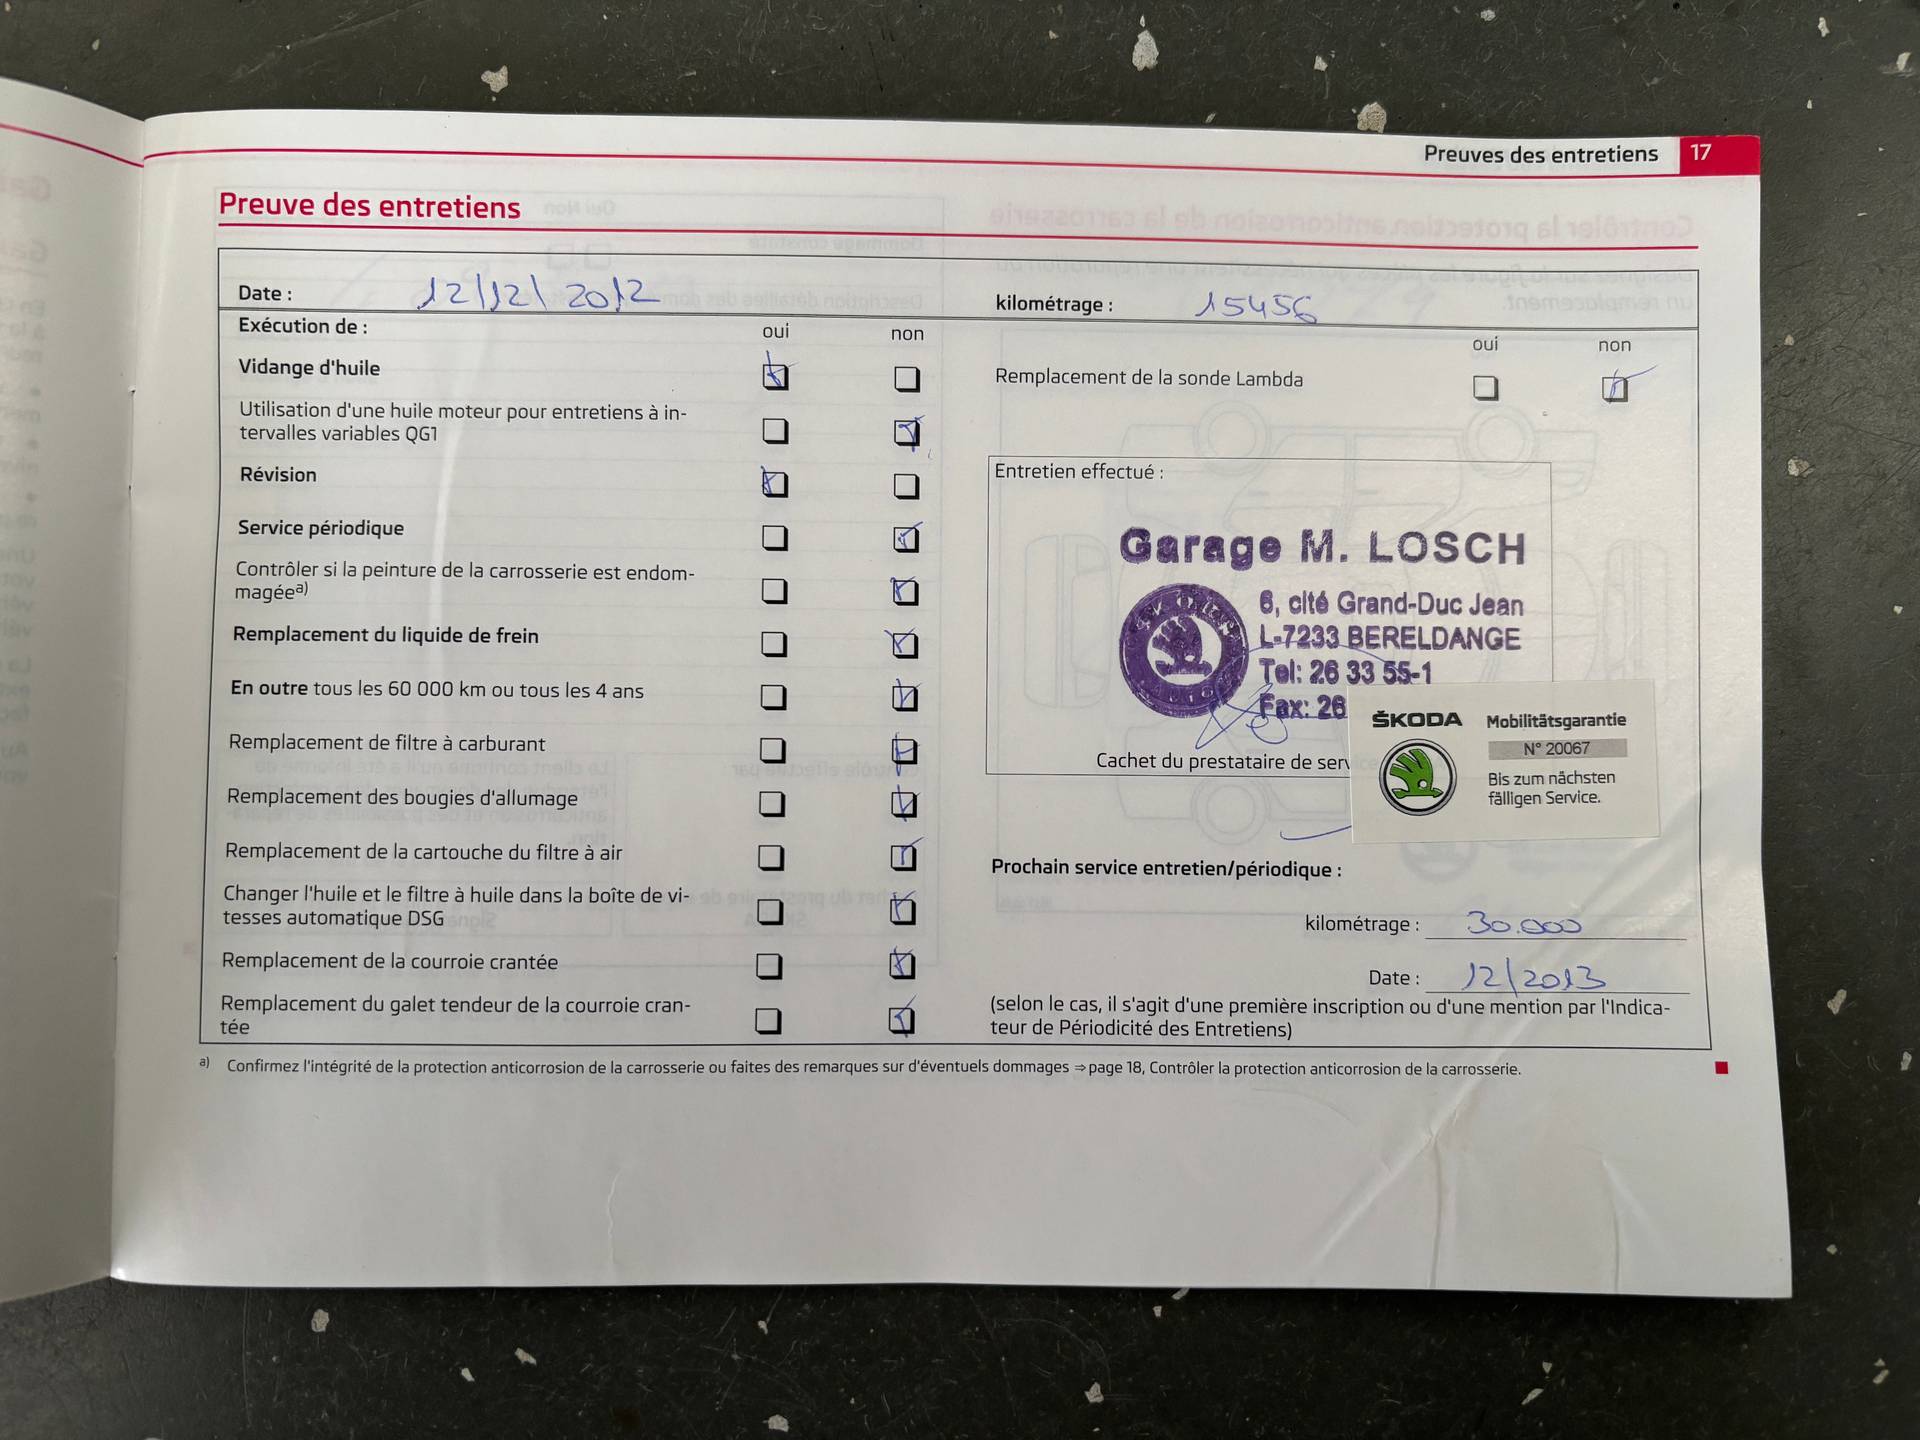 Preuves des entretiens 17
Preuve des entretiens
Date : 12/12/2012 kilométrage : 15456
Exécution de : oui non
Vidange d'huile
Utilisation d'une huile moteur pour entretiens à in-
tervalles variables QG1
Révision
Service périodique
Contrôler si la peinture de la carrosserie est endom-
magéea)
Remplacement du liquide de frein
En outre tous les 60 000 km ou tous les 4 ans
Remplacement de filtre à carburant
Remplacement des bougies d'allumage
Remplacement de la cartouche du filtre à air
Changer l'huile et le filtre à huile dans la boîte de vi-
tesses automatique DSG
Remplacement de la courroie crantée
Remplacement du galet tendeur de la courroie cran-
tée
oui non
Remplacement de la sonde Lambda
Entretien effectué :
Garage M. LOSCH
6, cité Grand-Duc Jean
L-7233 BERELDANGE
Tel: 26 33 55-1
Fax: 26
Cachet du prestataire de serv
ŠKODA Mobilitätsgarantie
N° 20067
Bis zum nächsten
fälligen Service.
Prochain service entretien/périodique :
kilométrage : 30.000
Date : 12/2013
(selon le cas, il s'agit d'une première inscription ou d'une mention par l'Indica-
teur de Périodicité des Entretiens)
a) Confirmez l'intégrité de la protection anticorrosion de la carrosserie ou faites des remarques sur d'éventuels dommages ⇒ page 18, Contrôler la protection anticorrosion de la carrosserie.